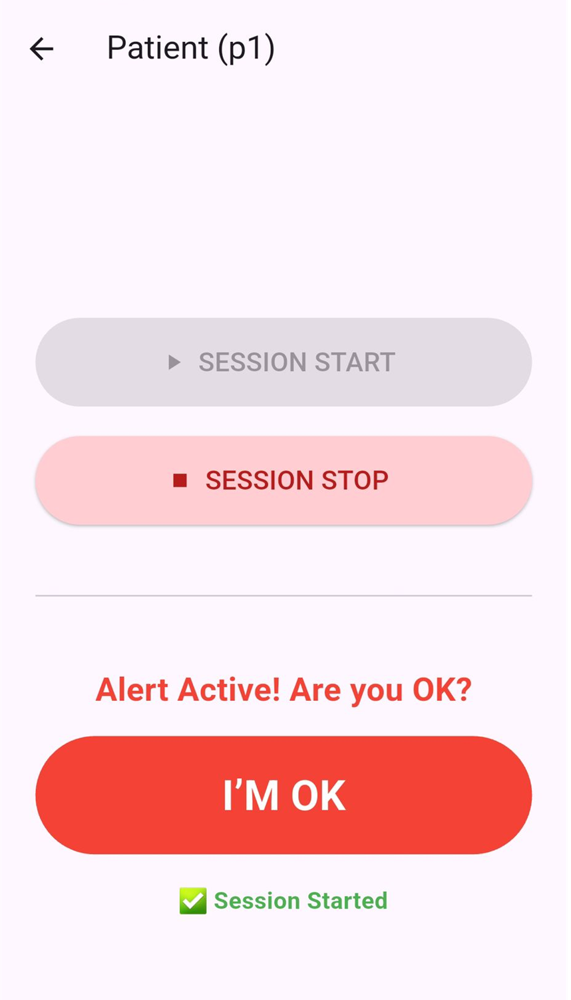 Patient (p1)
SESSION START
SESSION STOP
Alert Active! Are you OK?
I’M OK
Session Started